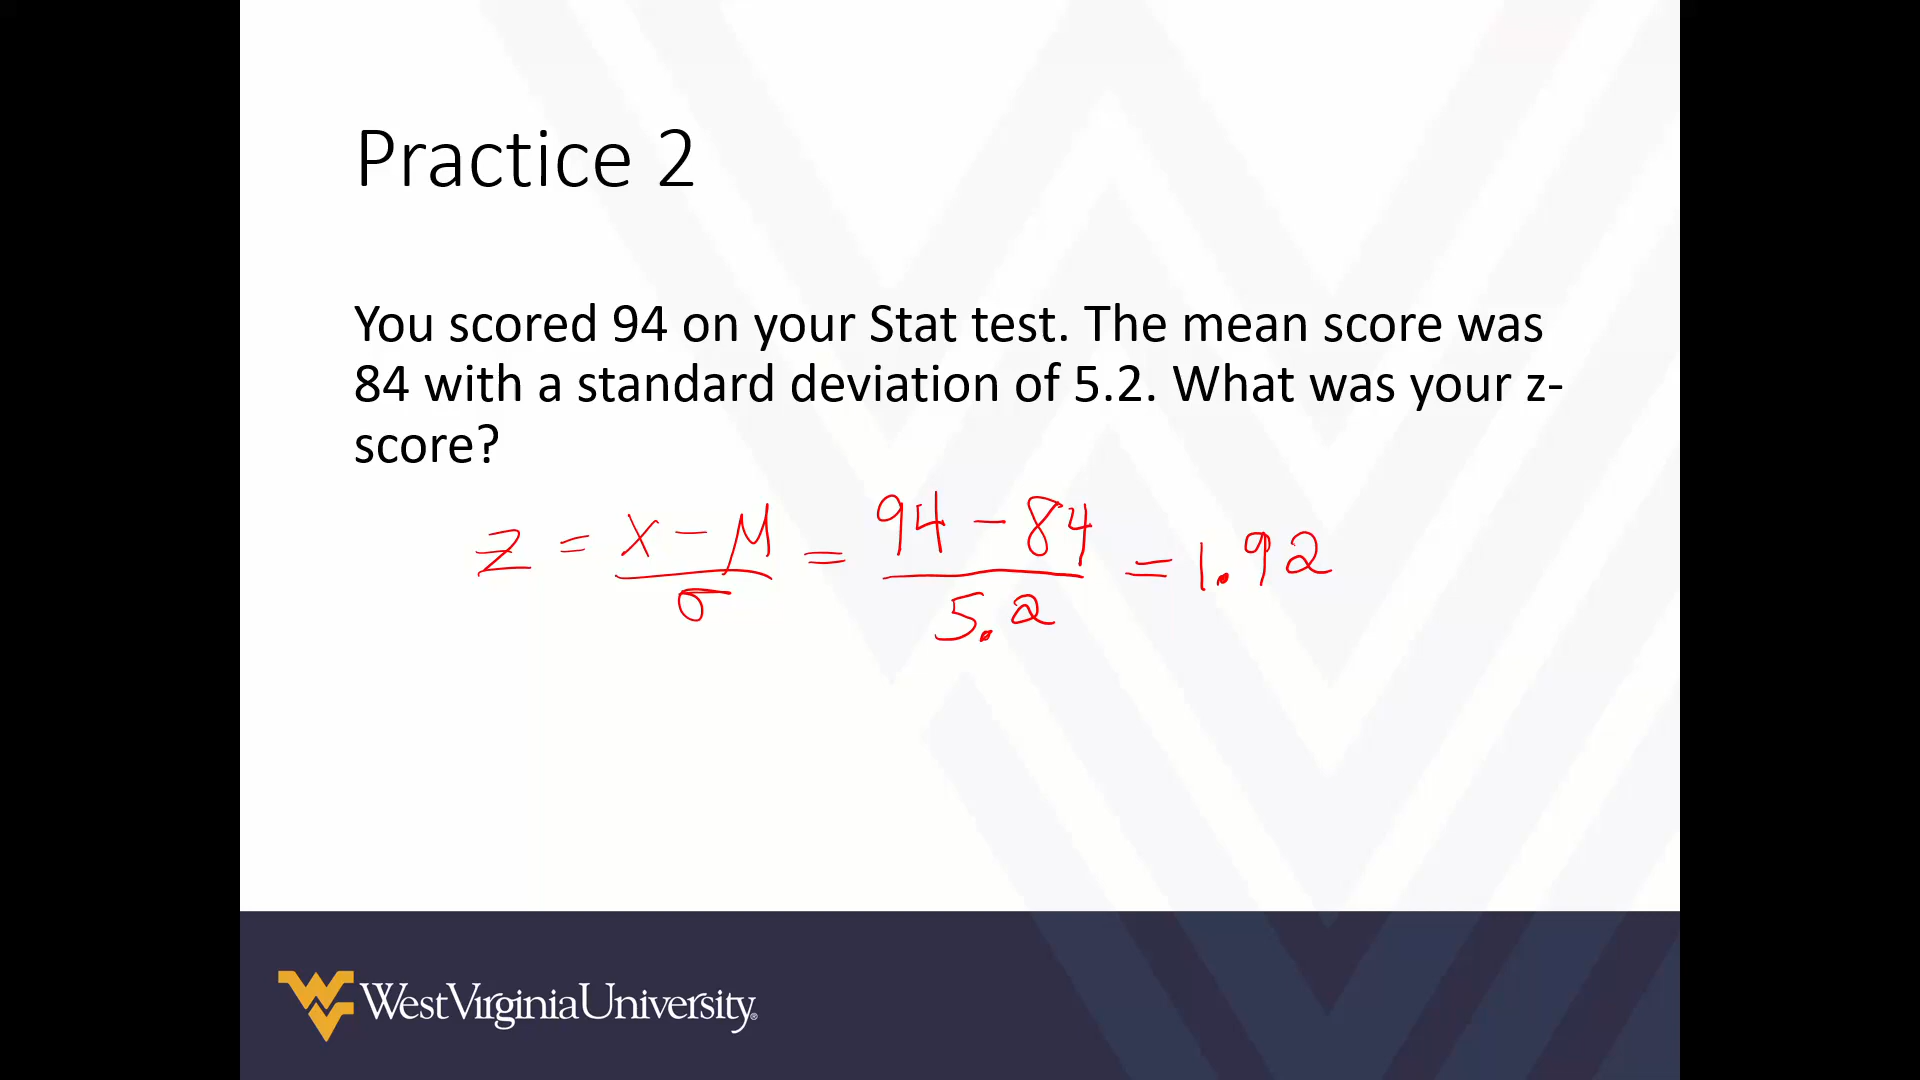 Practice 2
You scored 94 on your Stat test. The mean score was
84 with a standard deviation of 5.2. What was your z-
score?
z = x - μ / σ = 94 - 84 / 5.2 = 1.92
WestVirginiaUniversity®